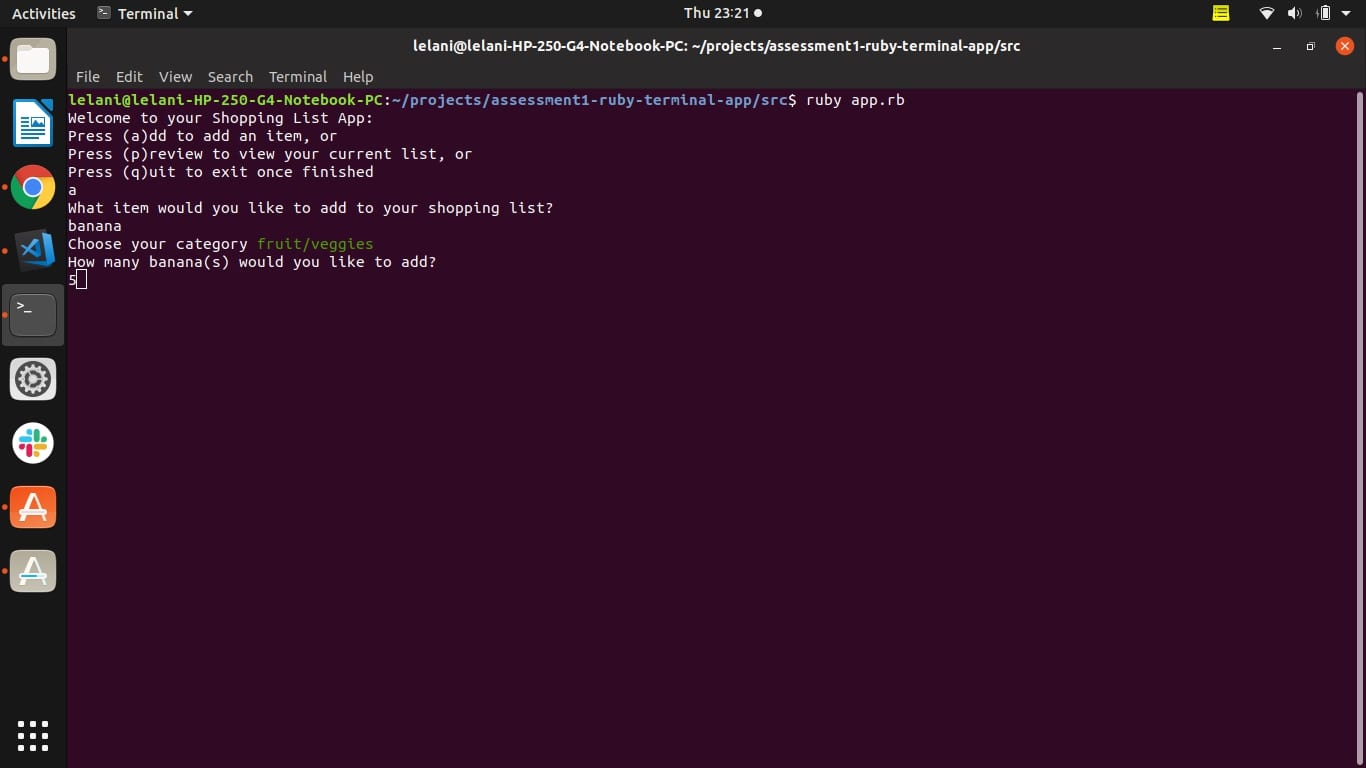 Activities Terminal Thu 23:21
lelani@lelani-HP-250-G4-Notebook-PC: ~/projects/assessment1-ruby-terminal-app/src
File Edit View Search Terminal Help
lelani@lelani-HP-250-G4-Notebook-PC:~/projects/assessment1-ruby-terminal-app/src$ ruby app.rb
Welcome to your Shopping List App:
Press (a)dd to add an item, or
Press (p)review to view your current list, or
Press (q)uit to exit once finished
a
What item would you like to add to your shopping list?
banana
Choose your category fruit/veggies
How many banana(s) would you like to add?
5